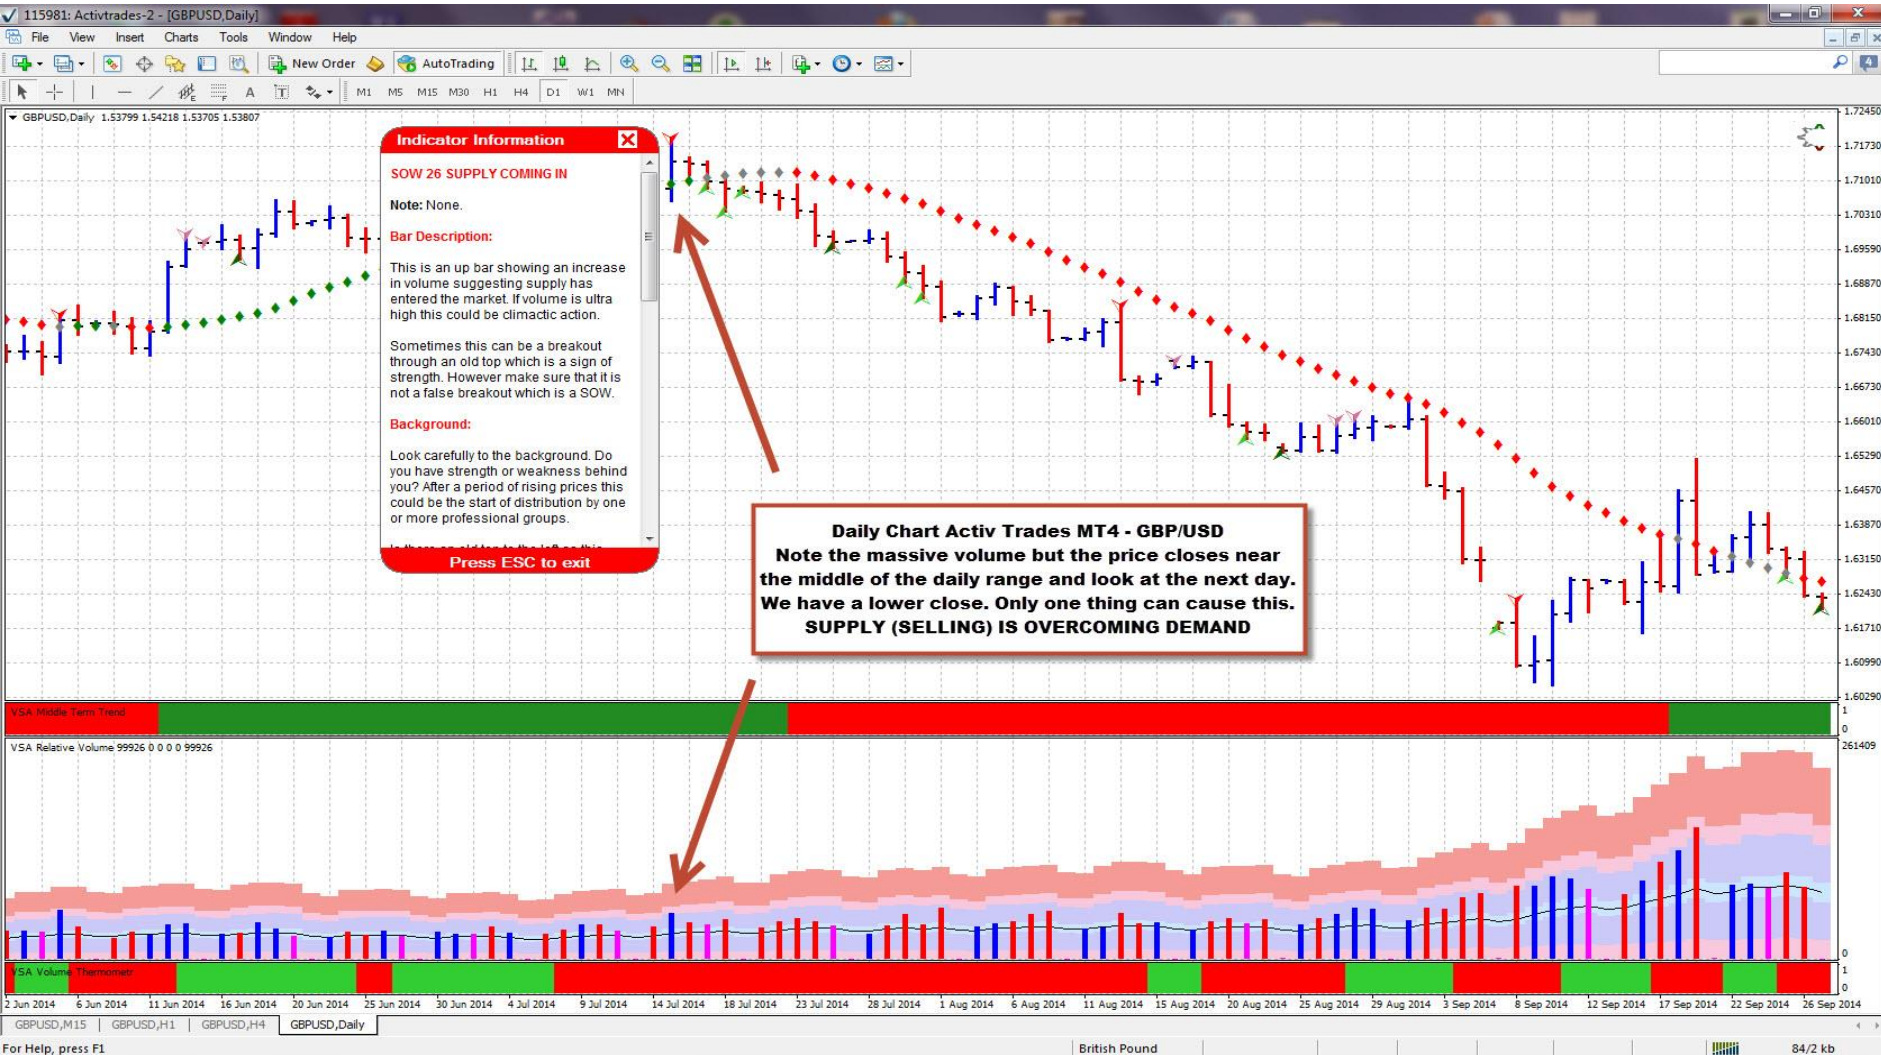 115981: Activtrades-2 - [GBPUSD,Daily]
File View Insert Charts Tools Window Help
New Order AutoTrading
4
A T M1 M5 M15 M30 H1 H4 D1 W1 MN
GBPUSD,Daily 1.53799 1.54218 1.53705 1.53807
Indicator Information
SOW 26 SUPPLY COMING IN
Note: None.
Bar Description:
This is an up bar showing an increase
in volume suggesting supply has
entered the market. If volume is ultra
high this could be climactic action.
Sometimes this can be a breakout
through an old top which is a sign of
strength. However make sure that it is
not a false breakout which is a SOW.
Background:
Look carefully to the background. Do
you have strength or weakness behind
you? After a period of rising prices this
could be the start of distribution by one
or more professional groups.
Press ESC to exit
Daily Chart Activ Trades MT4 - GBP/USD
Note the massive volume but the price closes near
the middle of the daily range and look at the next day.
We have a lower close. Only one thing can cause this.
SUPPLY (SELLING) IS OVERCOMING DEMAND
1.72450
1.71730
1.71010
1.70310
1.69590
1.68870
1.68150
1.67430
1.66730
1.66010
1.65290
1.64570
1.63870
1.63150
1.62430
1.61710
1.60990
1.60290
VSA Middle Term Trend
1
0
VSA Relative Volume 99926 0 0 0 0 99926
261409
0
VSA Volume Thermometr
1
0
2 Jun 2014 6 Jun 2014 11 Jun 2014 16 Jun 2014 20 Jun 2014 25 Jun 2014 30 Jun 2014 4 Jul 2014 9 Jul 2014 14 Jul 2014 18 Jul 2014 23 Jul 2014 28 Jul 2014 1 Aug 2014 6 Aug 2014 11 Aug 2014 15 Aug 2014 20 Aug 2014 25 Aug 2014 29 Aug 2014 3 Sep 2014 8 Sep 2014 12 Sep 2014 17 Sep 2014 22 Sep 2014 26 Sep 2014
GBPUSD,M15 GBPUSD,H1 GBPUSD,H4 GBPUSD,Daily
For Help, press F1 British Pound 84/2 kb